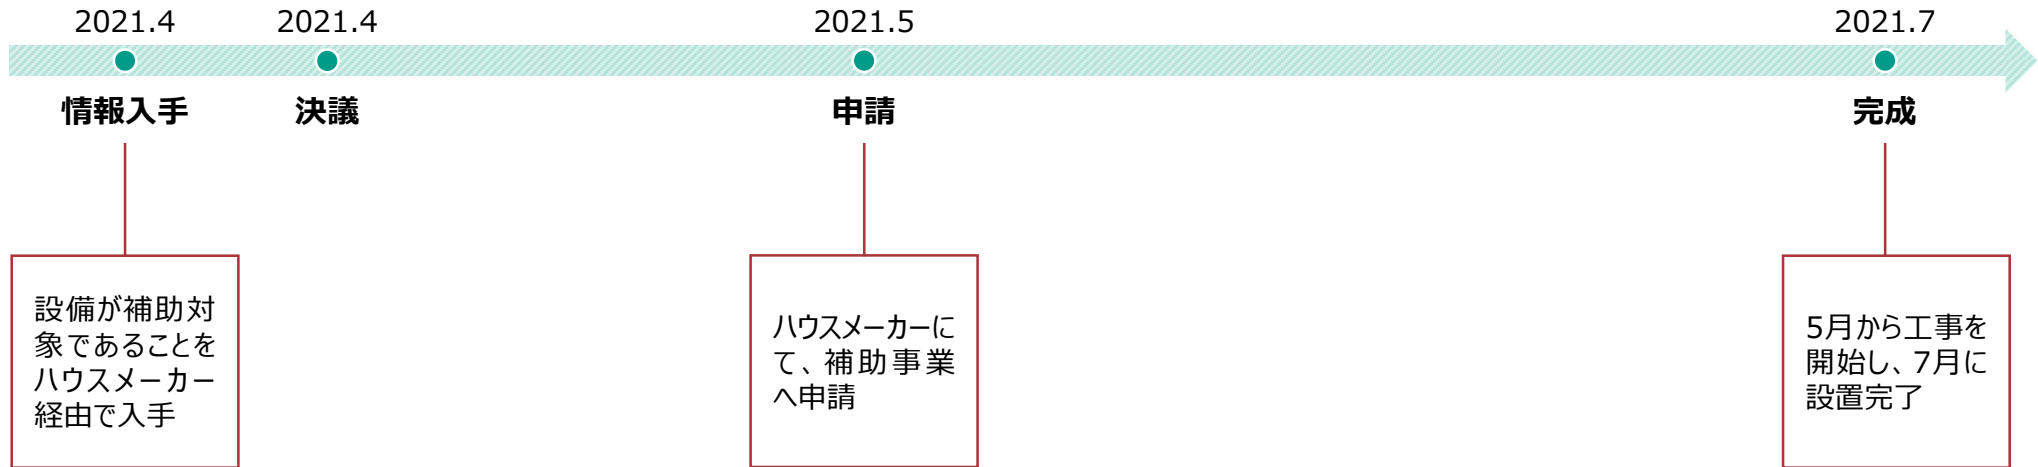 2021.4
2021.4
2021.5
2021.7
情報入手
決議
申請
完成
設備が補助対
象であることを
ハウスメーカー
経由で入手
ハウスメーカーに
て、補助事業
へ申請
5月から工事を
開始し、7月に
設置完了